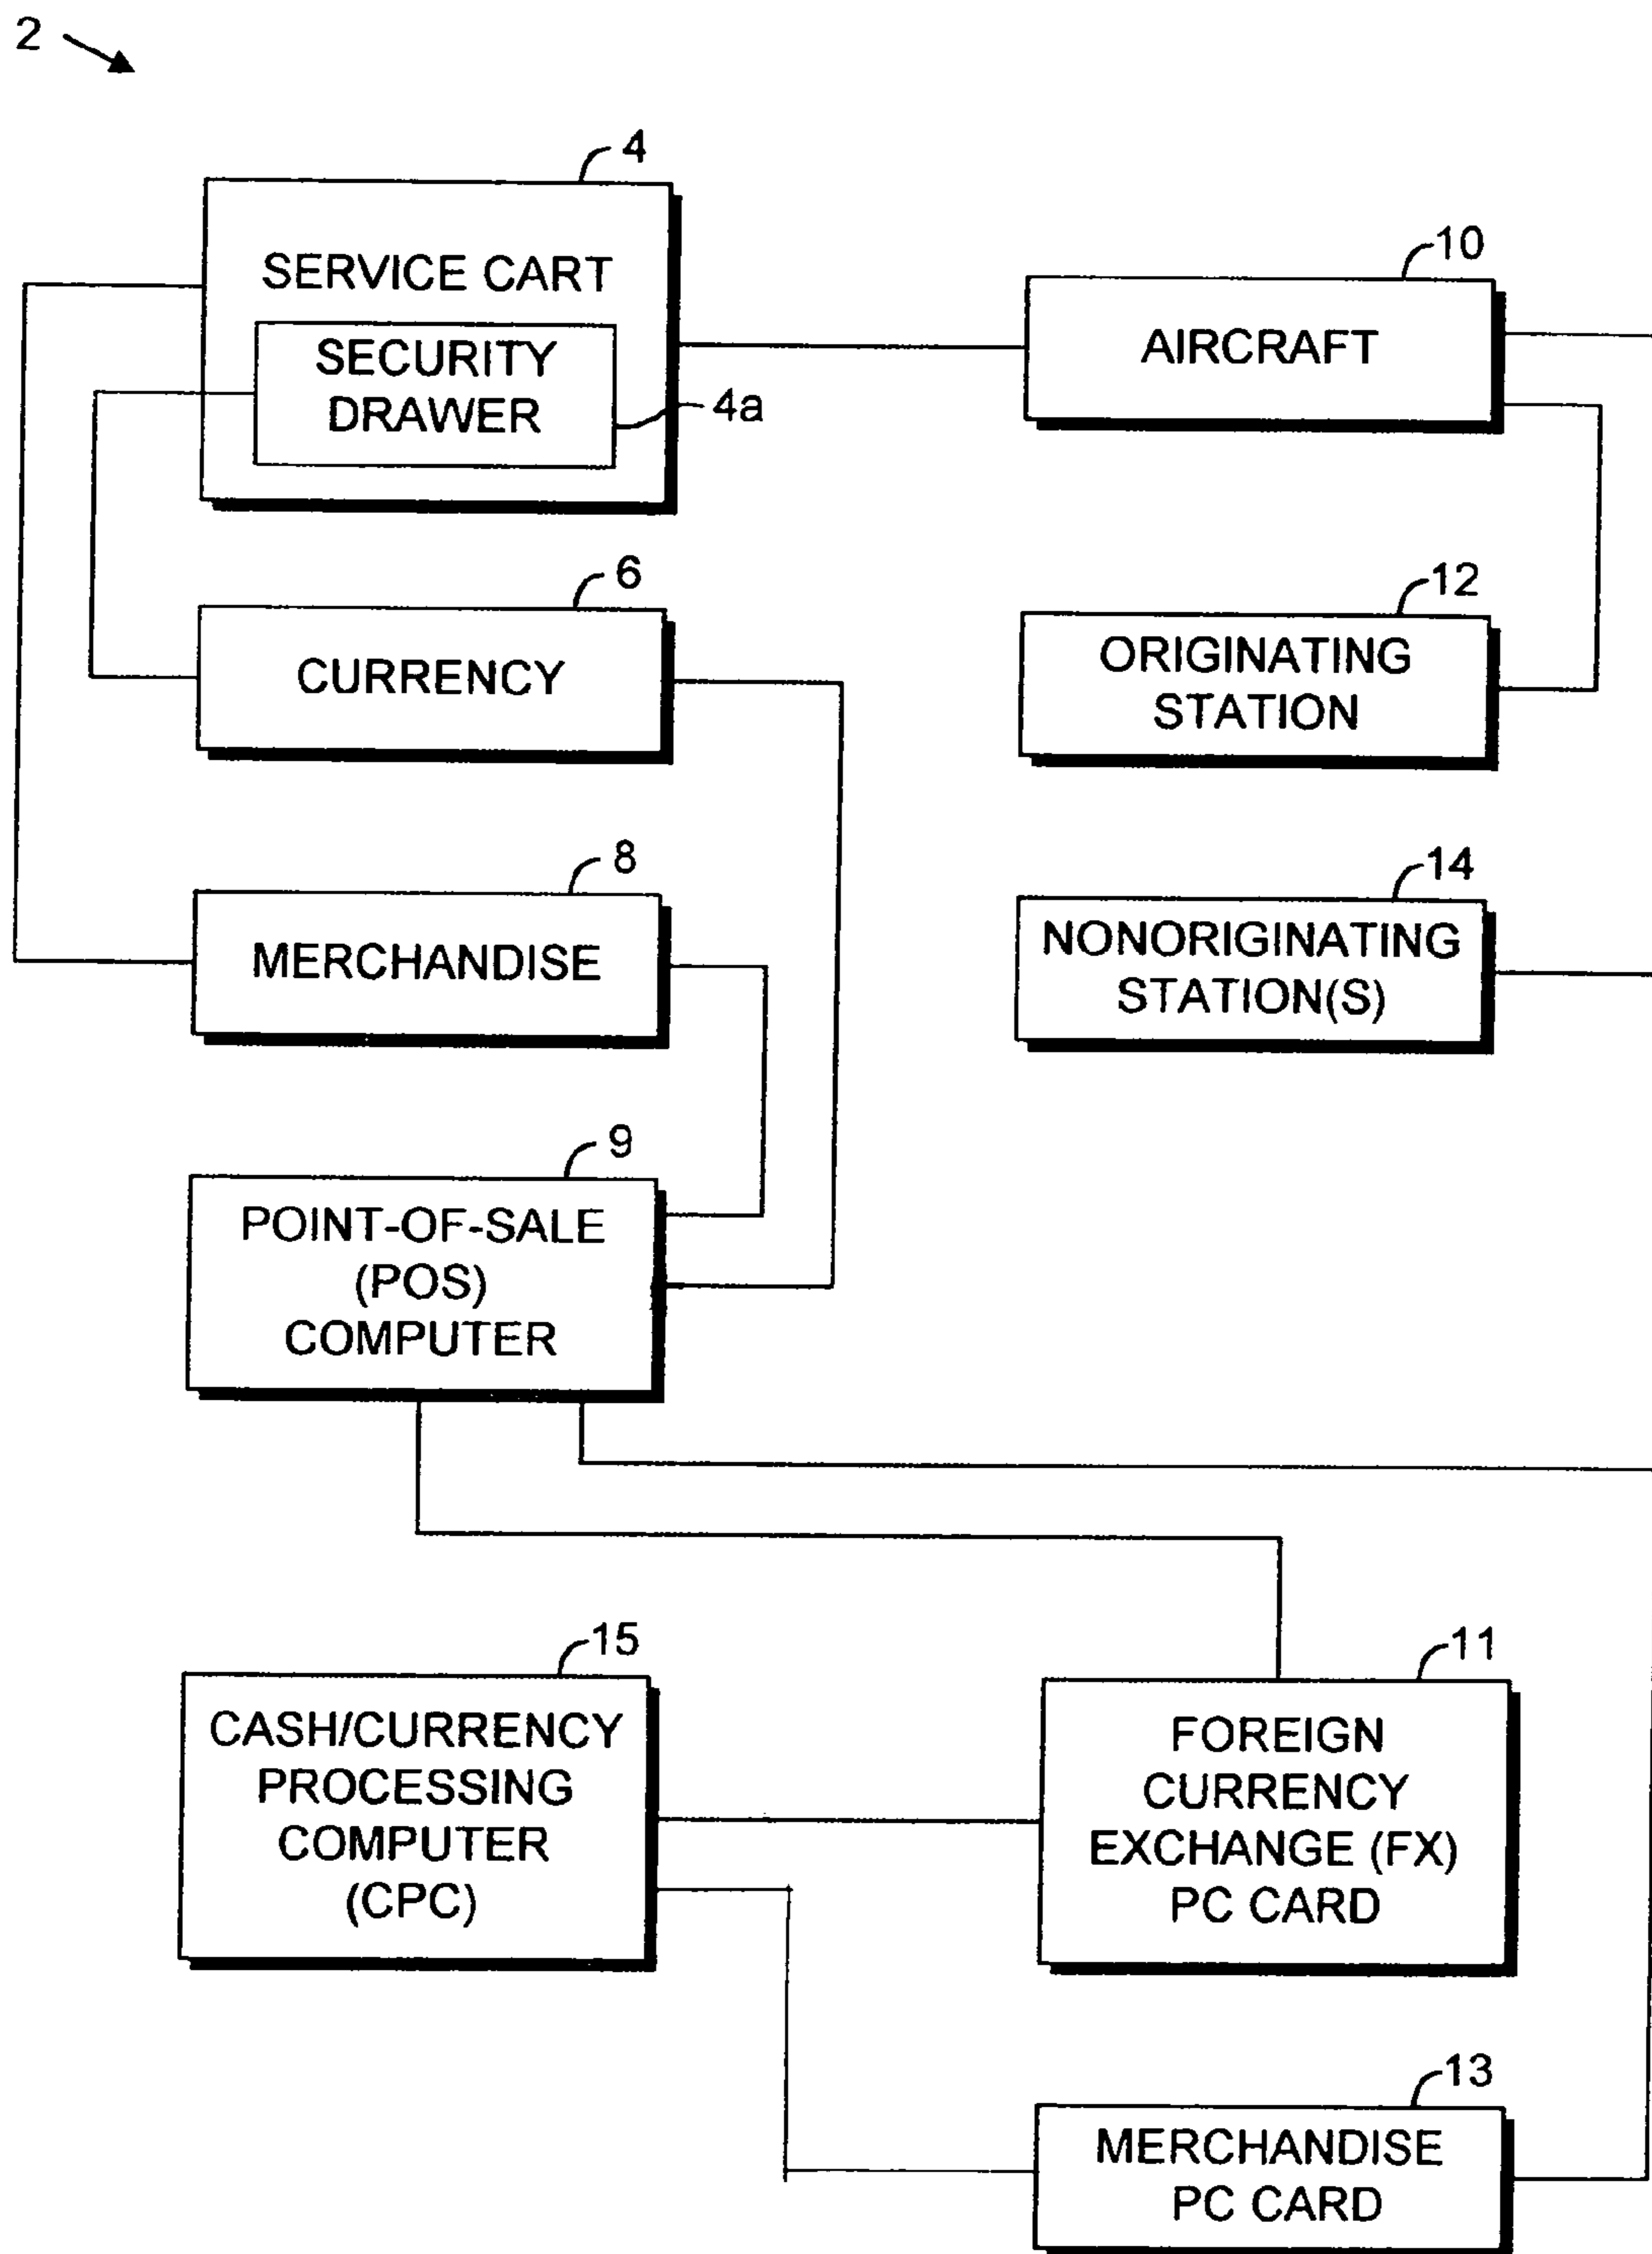 2
4
SERVICE CART
SECURITY
DRAWER
4a
10
AIRCRAFT
6
CURRENCY
12
ORIGINATING
STATION
8
MERCHANDISE
14
NONORIGINATING
STATION(S)
9
POINT-OF-SALE
(POS)
COMPUTER
15
CASH/CURRENCY
PROCESSING
COMPUTER
(CPC)
11
FOREIGN
CURRENCY
EXCHANGE (FX)
PC CARD
13
MERCHANDISE
PC CARD